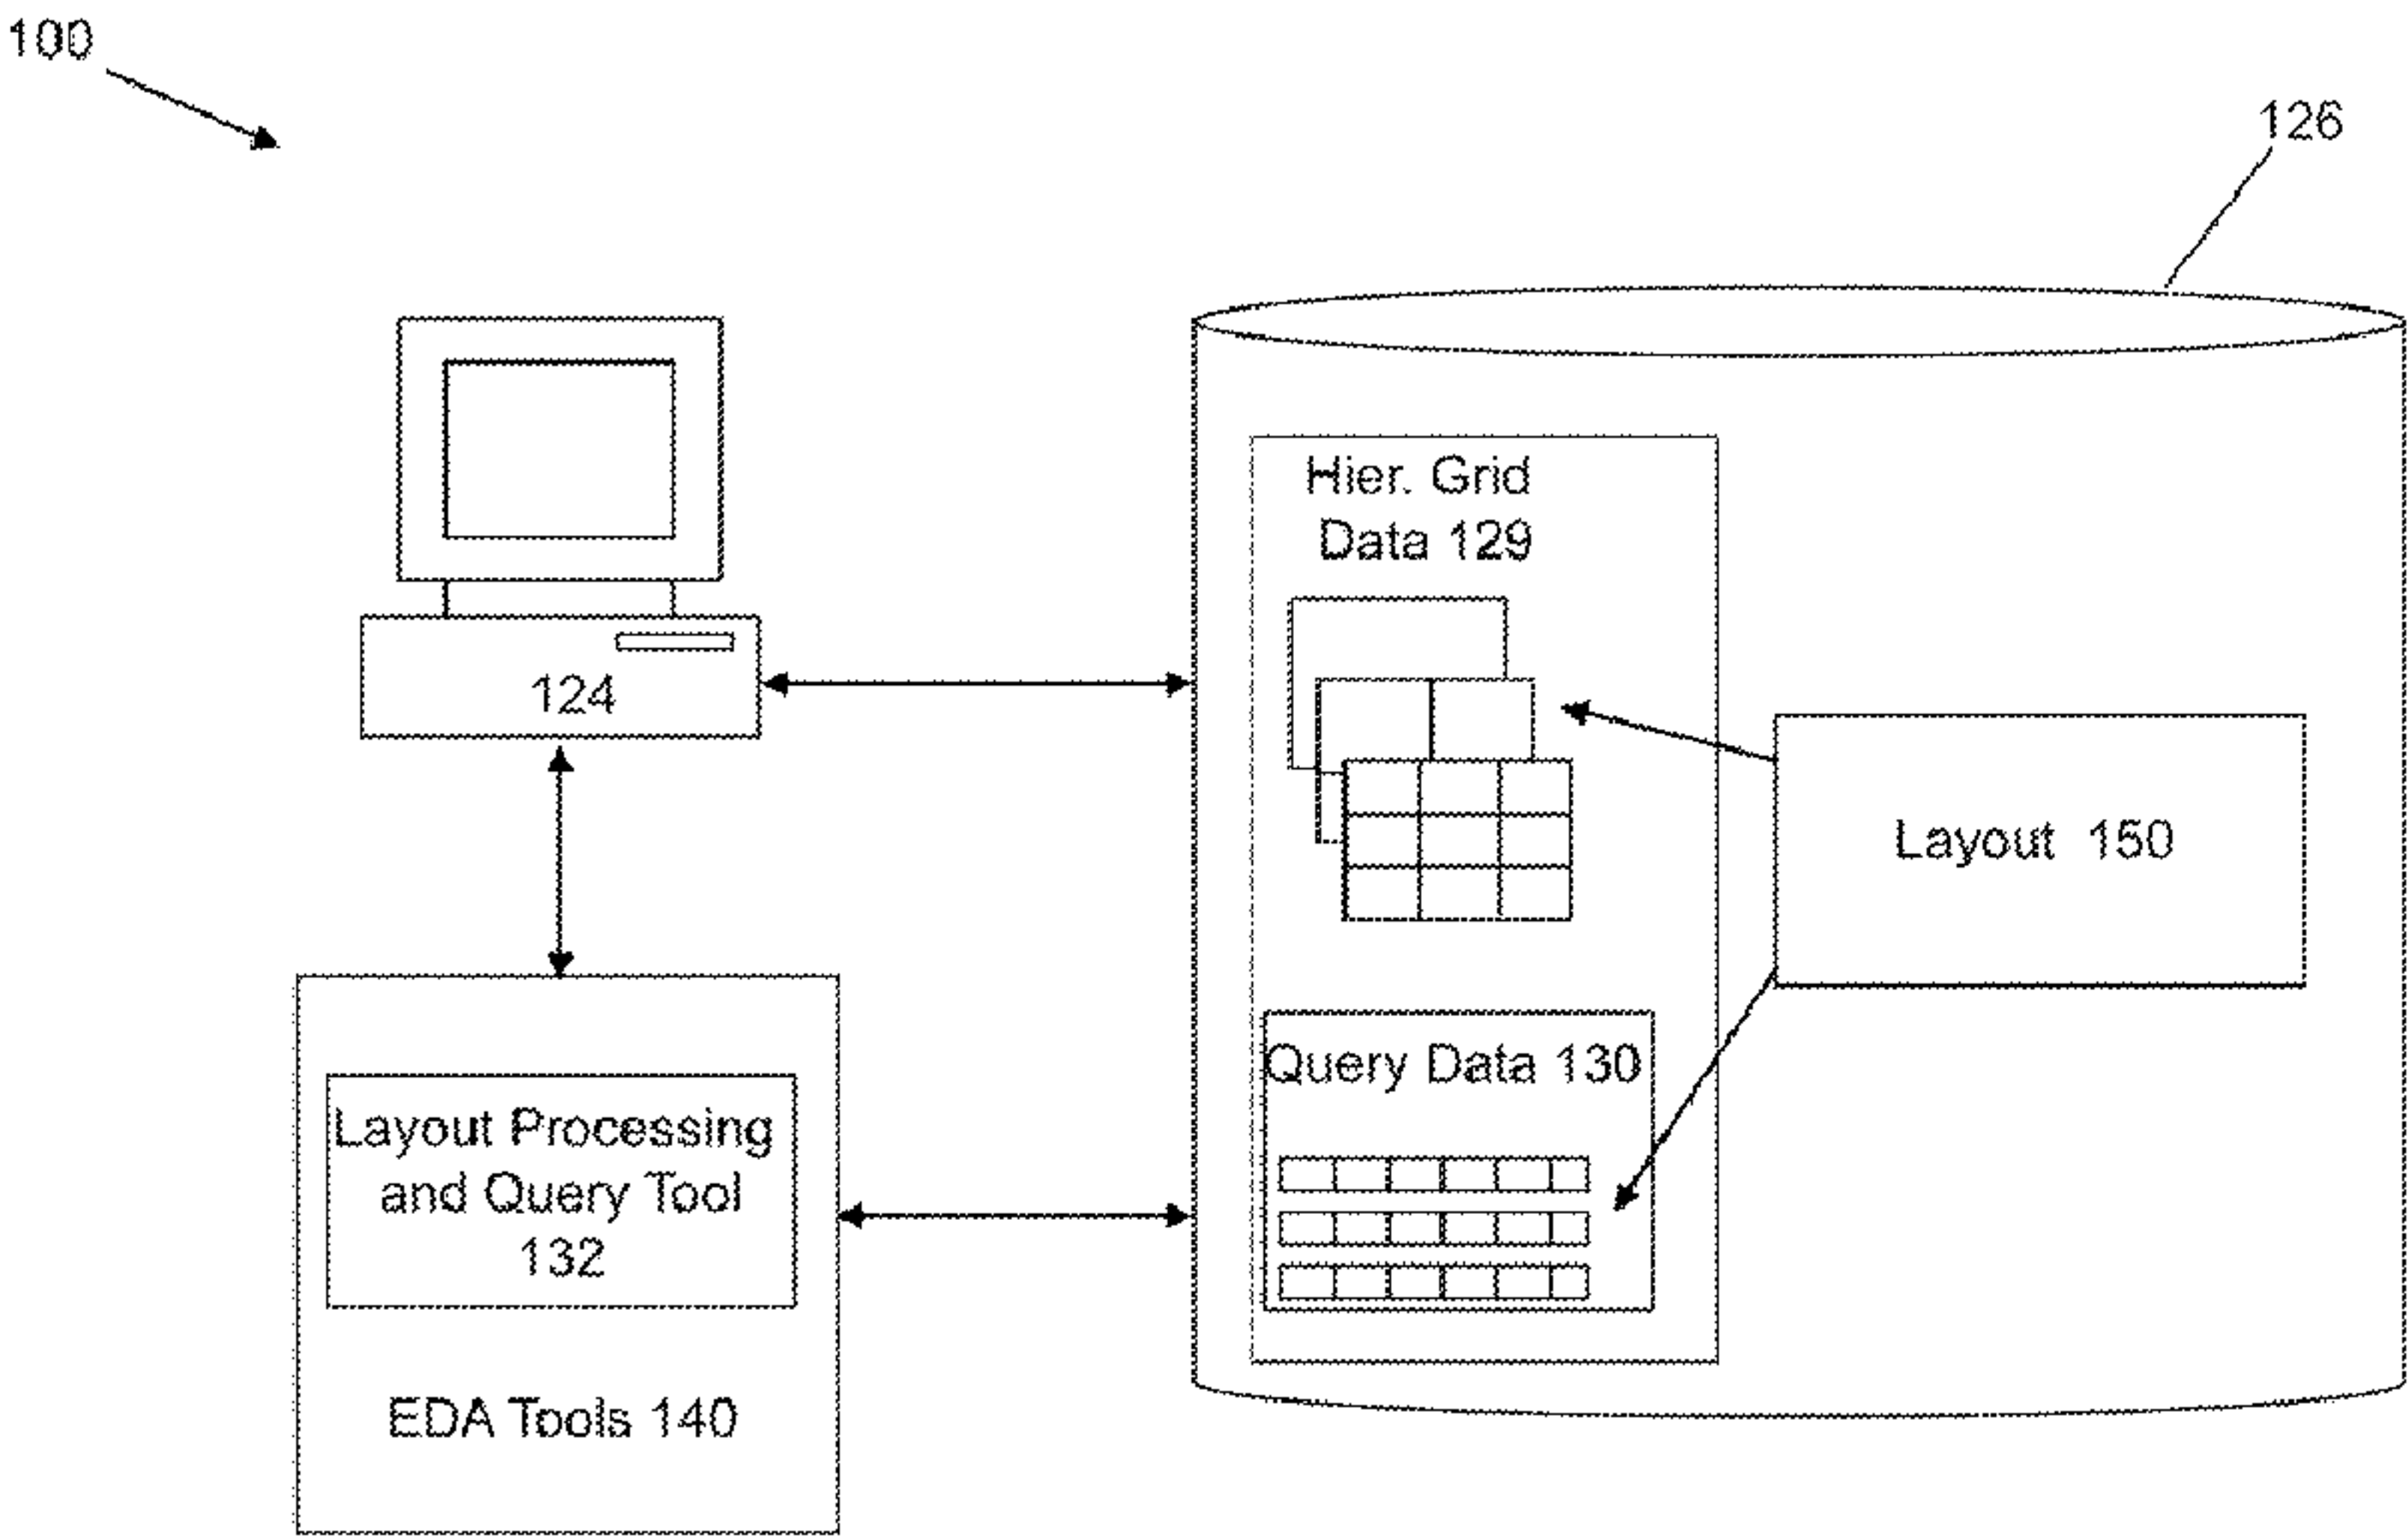 100
126
Hier. Grid
Data 129
124
Layout 150
Query Data 130
Layout Processing
and Query Tool
132
EDA Tools 140